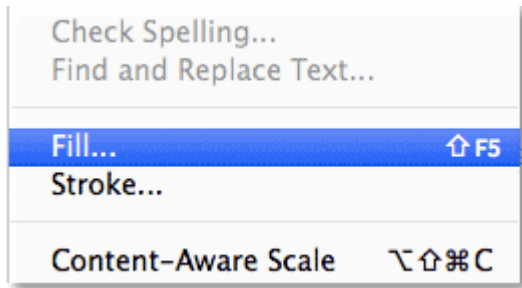 Check Spelling...
Find and Replace Text...
Fill... ⇧F5
Stroke...
Content-Aware Scale ⌥⇧⌘C